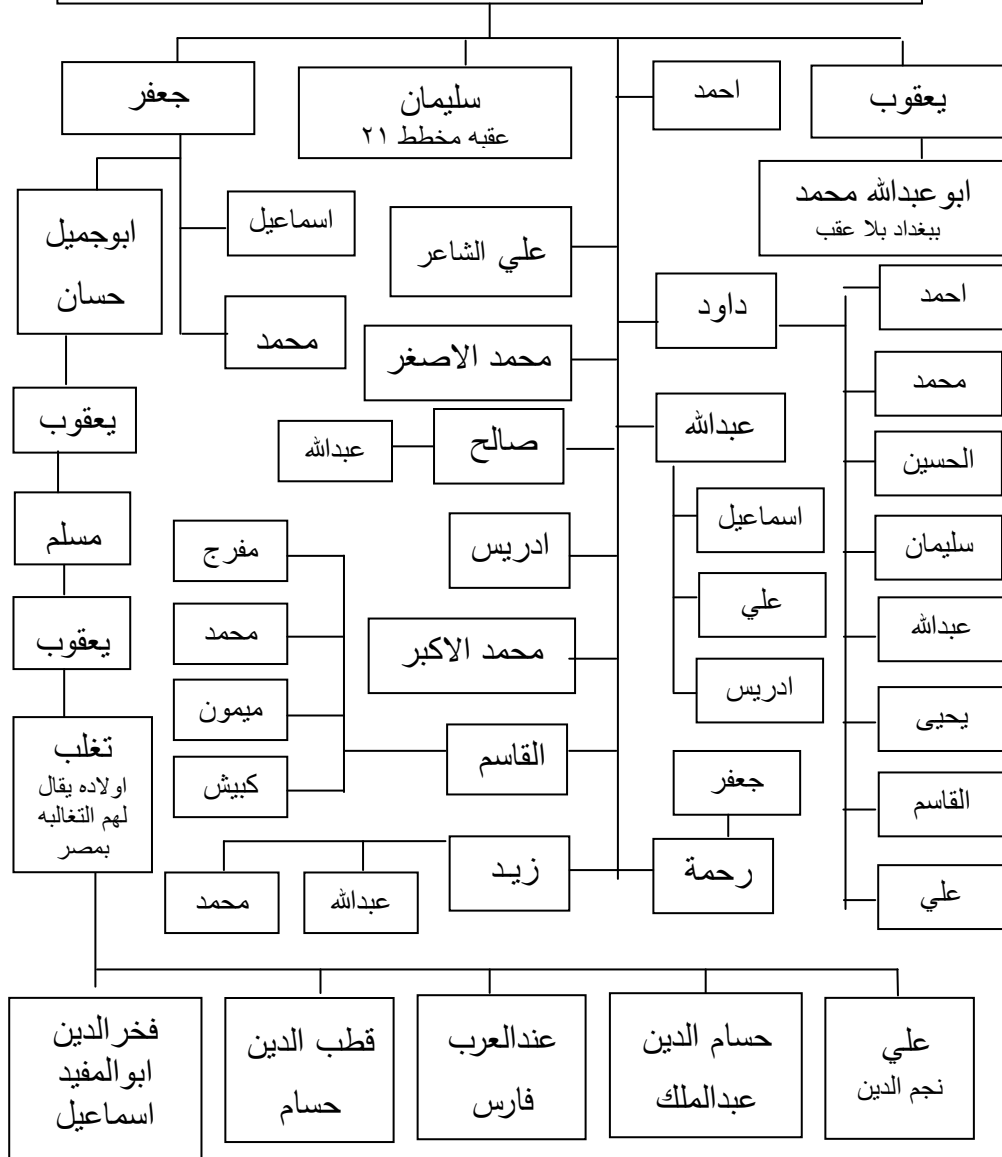 يعقوب
احمد
سليمان
عقبه مخطط ٢١
جعفر
ابو عبدالله محمد
ببغداد بلا عقب
اسماعيل
ابوجميل
حسان
علي الشاعر
داود
احمد
محمد
محمد الاصغر
محمد
عبدالله
صالح
عبدالله
يعقوب
الحسين
اسماعيل
ادريس
مفرج
مسلم
سليمان
علي
محمد الاكبر
محمد
يعقوب
عبدالله
ادريس
ميمون
يحيى
القاسم
تغلب
اولاده يقال
لهم التغالبه
بمصر
جعفر
كبيش
القاسم
رحمة
زيد
عبدالله
محمد
علي
علي
نجم الدين
حسام الدين
عبدالملك
عندالعرب
فارس
قطب الدين
حسام
فخرالدين
ابوالمفيد
اسماعيل